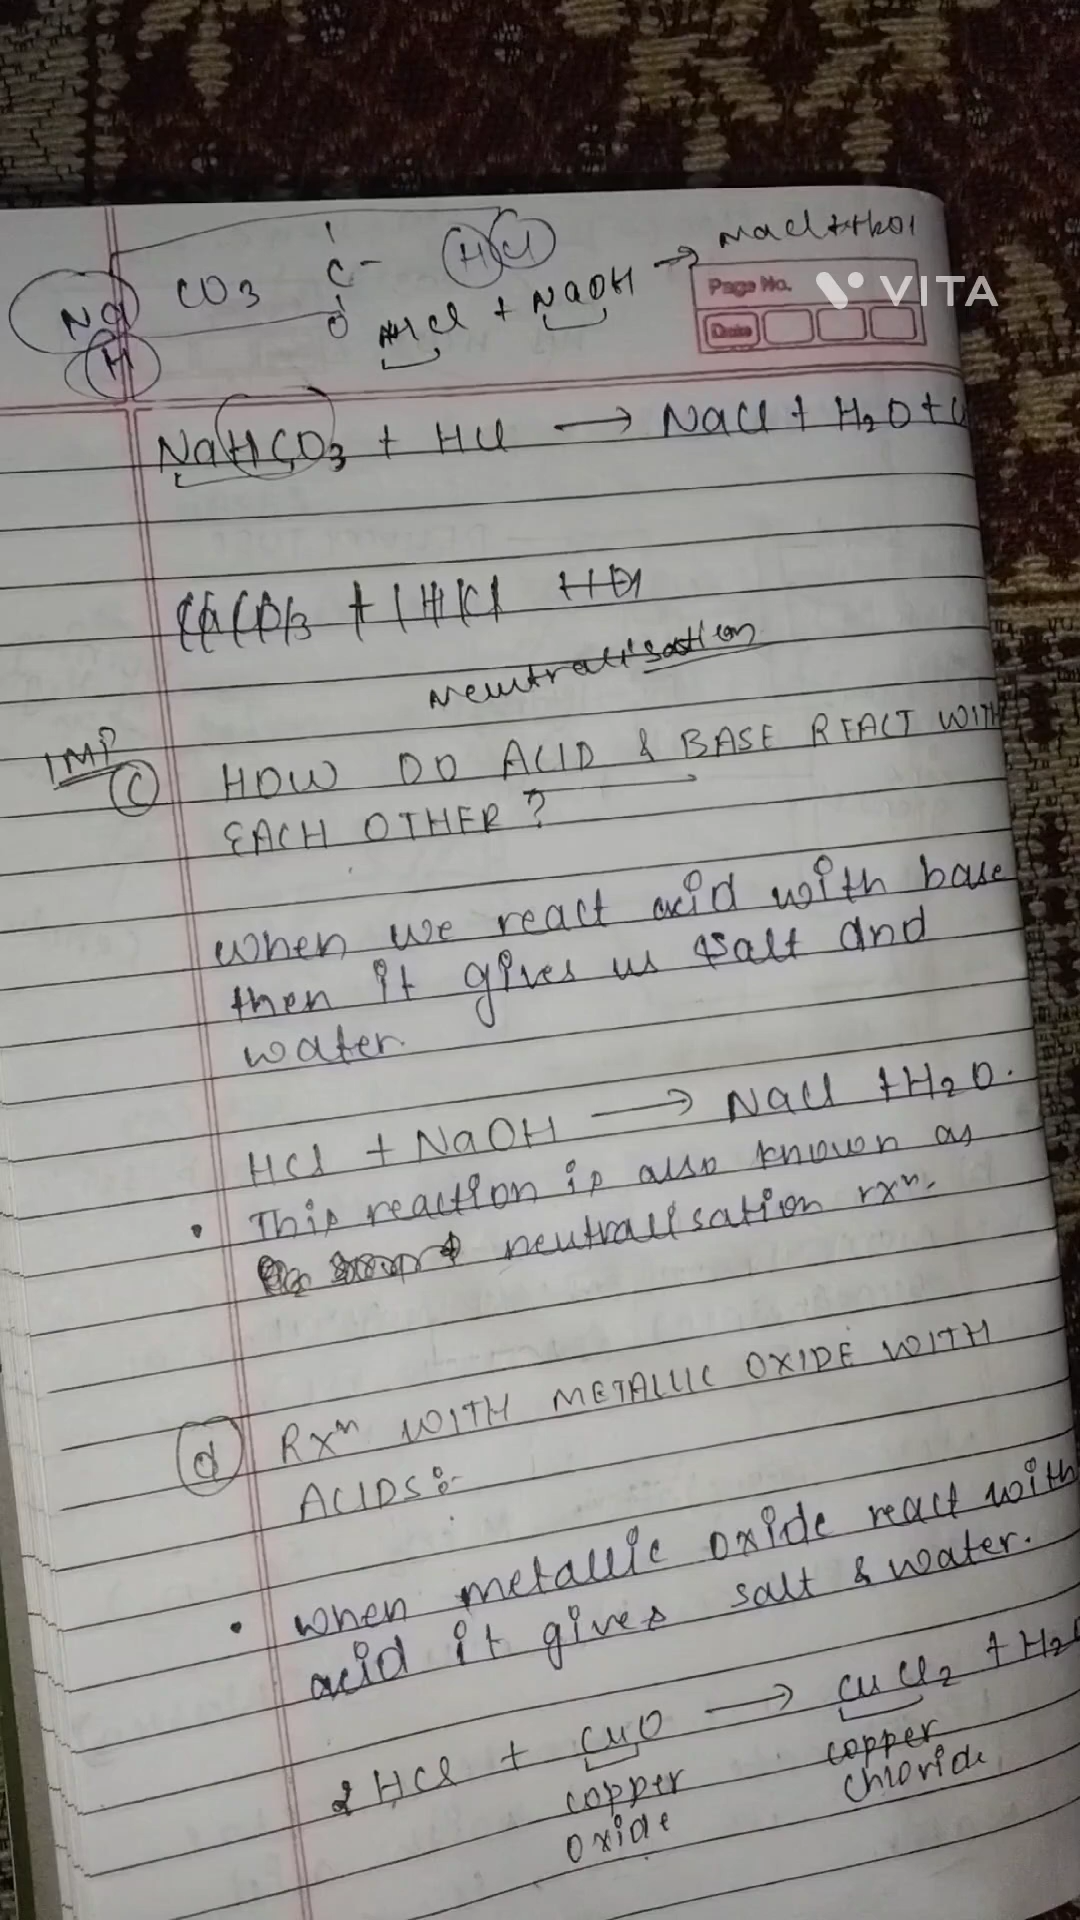 NaCl + H2O
Page No.
VITA
Date
Na CO3 C HCl
H
O HCl + NaOH →
NaHCO3 + HCl → NaCl + H2O +
Neutralisation
IMP
(C) HOW DO ACID & BASE REACT WITH
EACH OTHER?
When we react acid with base
then it gives us salt and
water.
HCl + NaOH → NaCl + H2O.
• This reaction is also known as
neutralisation rxn.
(d) Rxn WITH METALLIC OXIDE WITH
ACIDS:-
• When metallic oxide react with
acid it gives salt & water.
2HCl + CuO → CuCl2 + H2
copper copper
oxide chloride